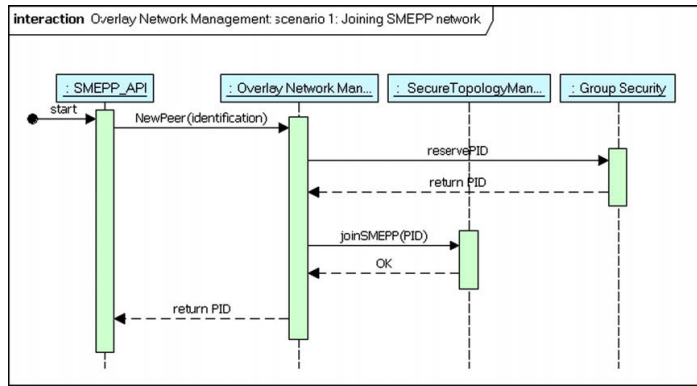 interaction Overlay Network Management: scenario 1: Joining SMEPP network
: SMEPP_API
: Overlay Network Man...
: SecureTopologyMan...
: Group Security
start
NewPeer(identification)
reservePID
return PID
joinSMEPP(PID)
OK
return PID